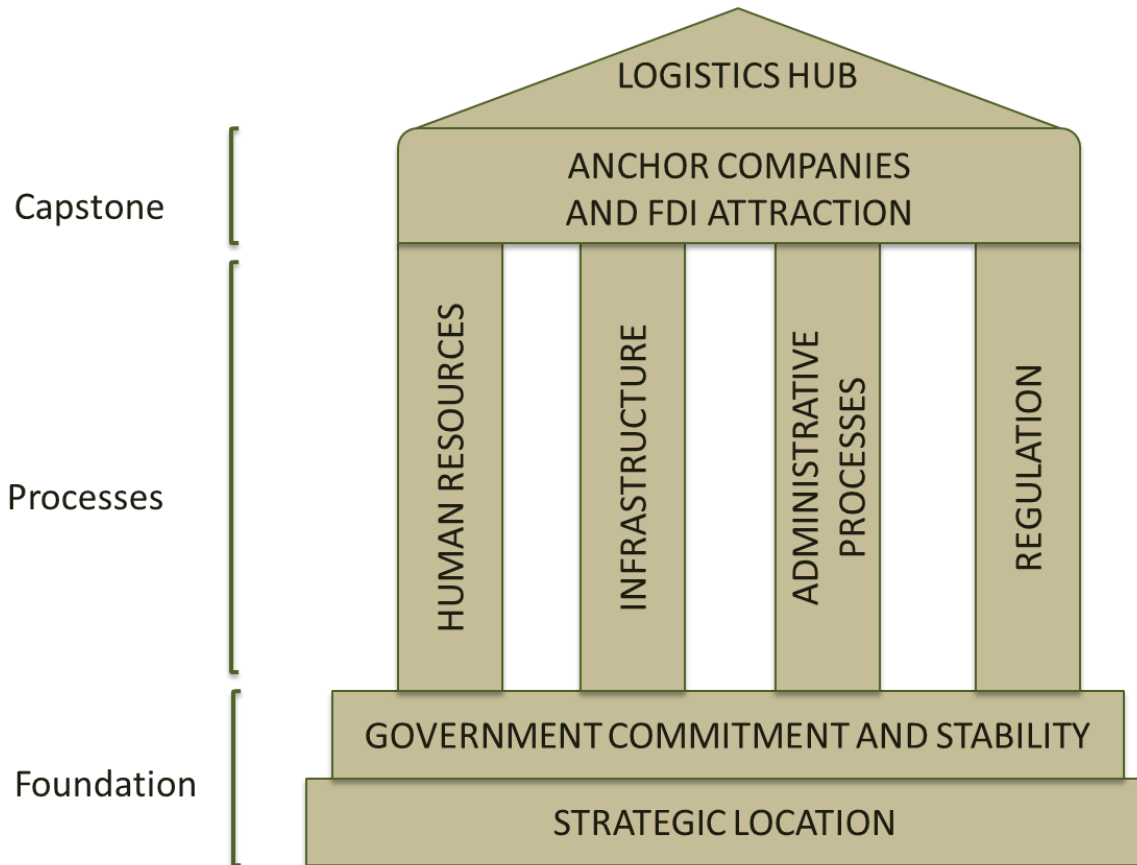 LOGISTICS HUB
Capstone
ANCHOR COMPANIES
AND FDI ATTRACTION
Processes
HUMAN RESOURCES
INFRASTRUCTURE
ADMINISTRATIVE
PROCESSES
REGULATION
Foundation
GOVERNMENT COMMITMENT AND STABILITY
STRATEGIC LOCATION